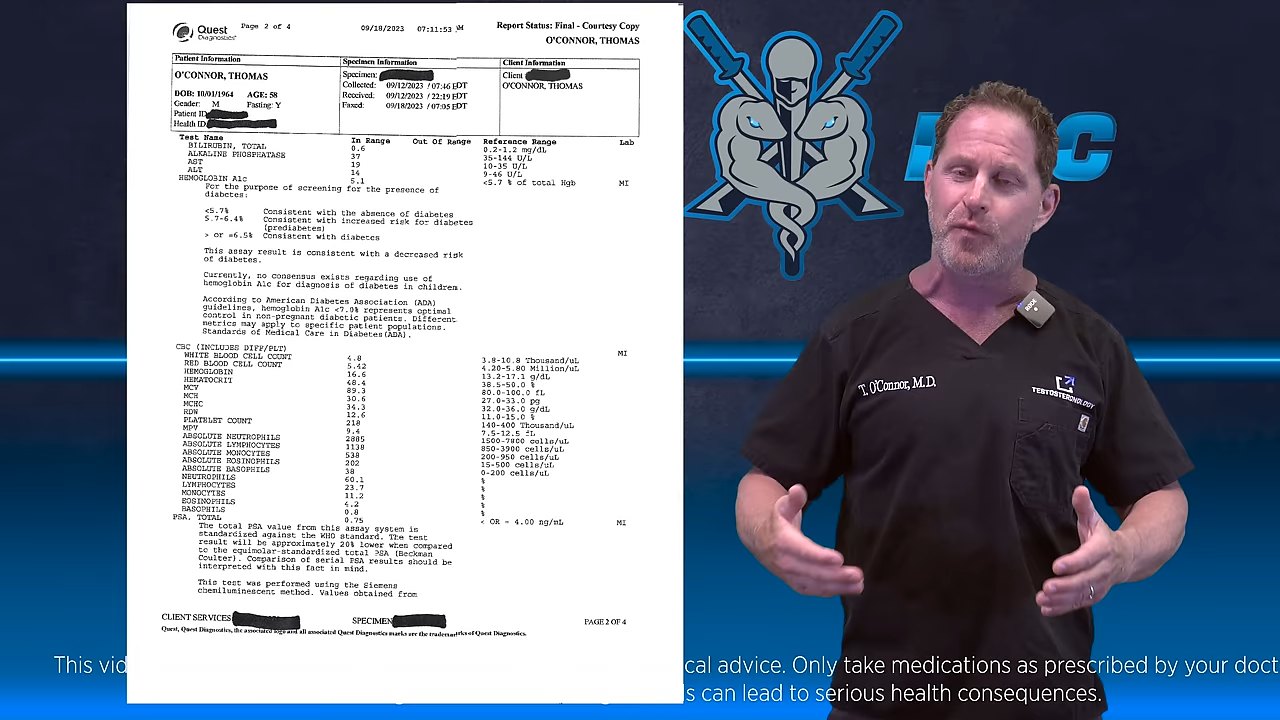 Quest
Diagnostics
Page 2 of 4
09/18/2023 07:11:53
Report Status: Final - Courtesy Copy
O'CONNOR, THOMAS
Patient Information
O'CONNOR, THOMAS
DOB: 10/01/1964 AGE: 58
Gender: M Fasting: Y
Patient ID
Health ID
Specimen Information
Specimen:
Collected: 09/12/2023 / 07:46 EDT
Received: 09/12/2023 / 22:19 EDT
Faxed: 09/18/2023 / 07:05 EDT
Client Information
Client
O'CONNOR, THOMAS
Test Name In Range Out Of Range Reference Range Lab
BILIRUBIN, TOTAL 0.6 0.2-1.2 mg/dL
ALKALINE PHOSPHATASE 37 35-144 U/L
AST 19 10-35 U/L
ALT 14 9-46 U/L
HEMOGLOBIN A1c 5.1 <5.7 % of total Hgb MI
For the purpose of screening for the presence of
diabetes:
<5.7% Consistent with the absence of diabetes
5.7-6.4% Consistent with increased risk for diabetes
(prediabetes)
> or =6.5% Consistent with diabetes
This assay result is consistent with a decreased risk
of diabetes.
Currently, no consensus exists regarding use of
hemoglobin A1c for diagnosis of diabetes in children.
According to American Diabetes Association (ADA)
guidelines, hemoglobin A1c <7.0% represents optimal
control in non-pregnant diabetic patients. Different
metrics may apply to specific patient populations.
Standards of Medical Care in Diabetes(ADA).
CBC (INCLUDES DIFF/PLT) MI
WHITE BLOOD CELL COUNT 4.8 3.8-10.8 Thousand/uL
RED BLOOD CELL COUNT 5.42 4.20-5.80 Million/uL
HEMOGLOBIN 16.6 13.2-17.1 g/dL
HEMATOCRIT 48.4 38.5-50.0 %
MCV 89.3 80.0-100.0 fL
MCH 30.6 27.0-33.0 pg
MCHC 34.3 32.0-36.0 g/dL
RDW 12.6 11.0-15.0 %
PLATELET COUNT 218 140-400 Thousand/uL
MPV 9.4 7.5-12.5 fL
ABSOLUTE NEUTROPHILS 2885 1500-7800 cells/uL
ABSOLUTE LYMPHOCYTES 1138 850-3900 cells/uL
ABSOLUTE MONOCYTES 538 200-950 cells/uL
ABSOLUTE EOSINOPHILS 202 15-500 cells/uL
ABSOLUTE BASOPHILS 38 0-200 cells/uL
NEUTROPHILS 60.1 %
LYMPHOCYTES 23.7 %
MONOCYTES 11.2 %
EOSINOPHILS 4.2 %
BASOPHILS 0.8 %
PSA, TOTAL 0.75 < OR = 4.00 ng/mL MI
The total PSA value from this assay system is
standardized against the WHO standard. The test
result will be approximately 20% lower when compared
to the equimolar-standardized total PSA (Beckman
Coulter). Comparison of serial PSA results should be
interpreted with this fact in mind.
This test was performed using the Siemens
chemiluminescent method. Values obtained from
CLIENT SERVICES SPECIMEN PAGE 2 OF 4
Quest, Quest Diagnostics, the associated logo and all associated Quest Diagnostics marks are the trademarks of Quest Diagnostics.
T. O'Connor, M.D.
TESTOSTERONOLOGY
This vid cal advice. Only take medications as prescribed by your doct
s can lead to serious health consequences.